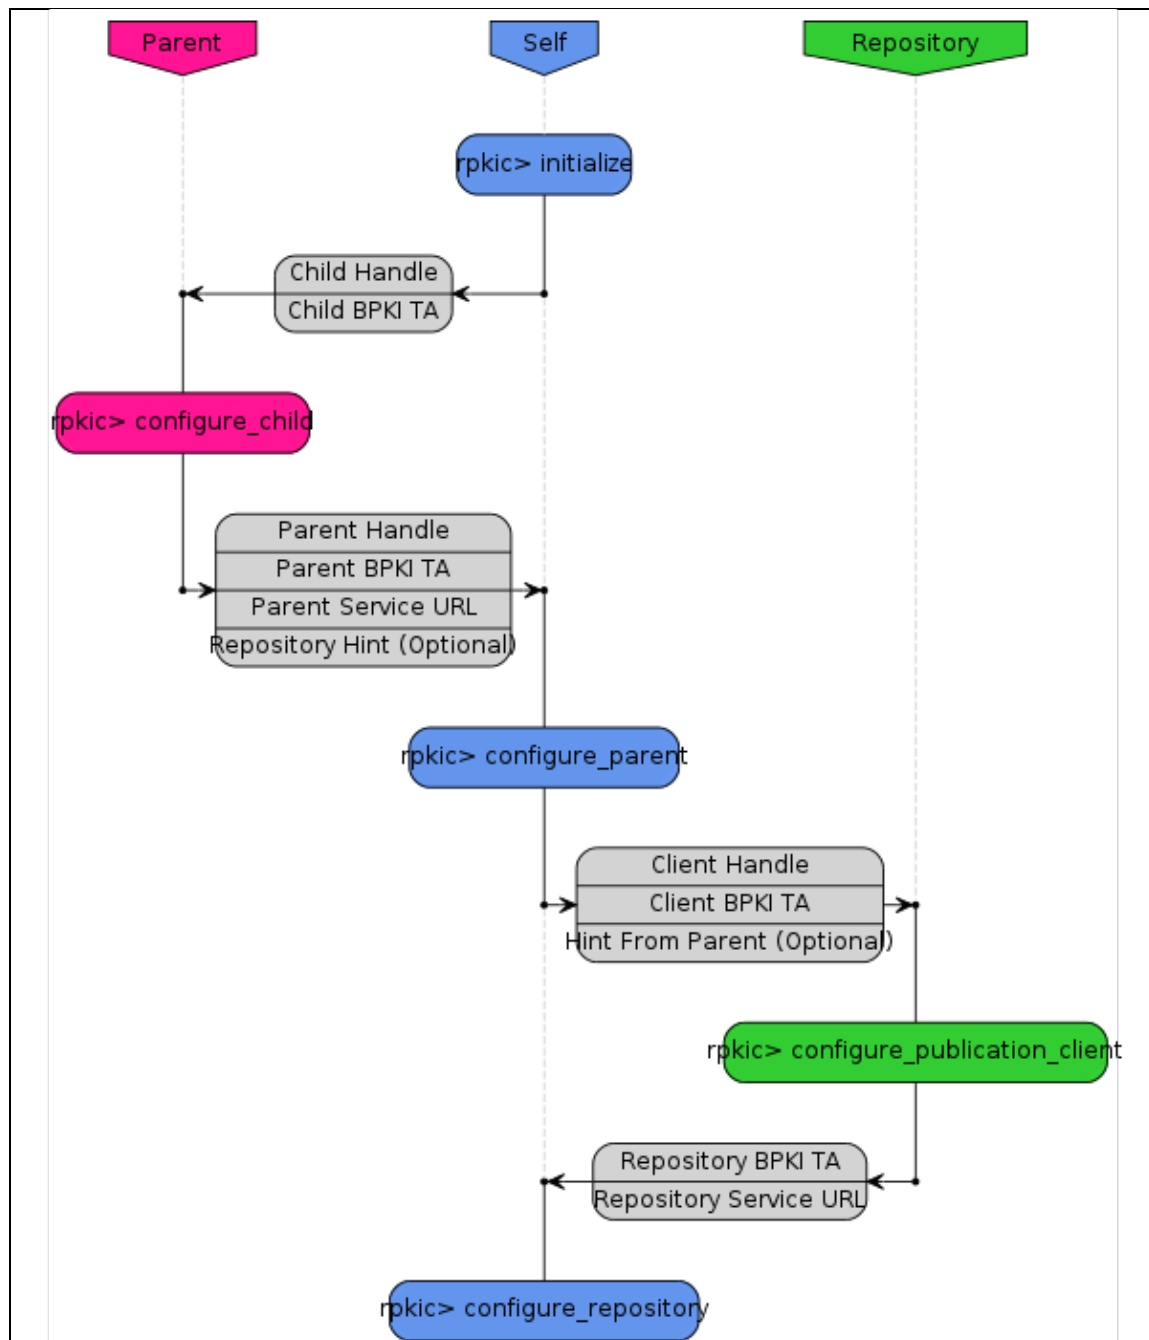 Parent
Self
Repository
rpkic> initialize
Child Handle
Child BPKI TA
rpkic> configure_child
Parent Handle
Parent BPKI TA
Parent Service URL
Repository Hint (Optional)
rpkic> configure_parent
Client Handle
Client BPKI TA
Hint From Parent (Optional)
rpkic> configure_publication_client
Repository BPKI TA
Repository Service URL
rpkic> configure_repository